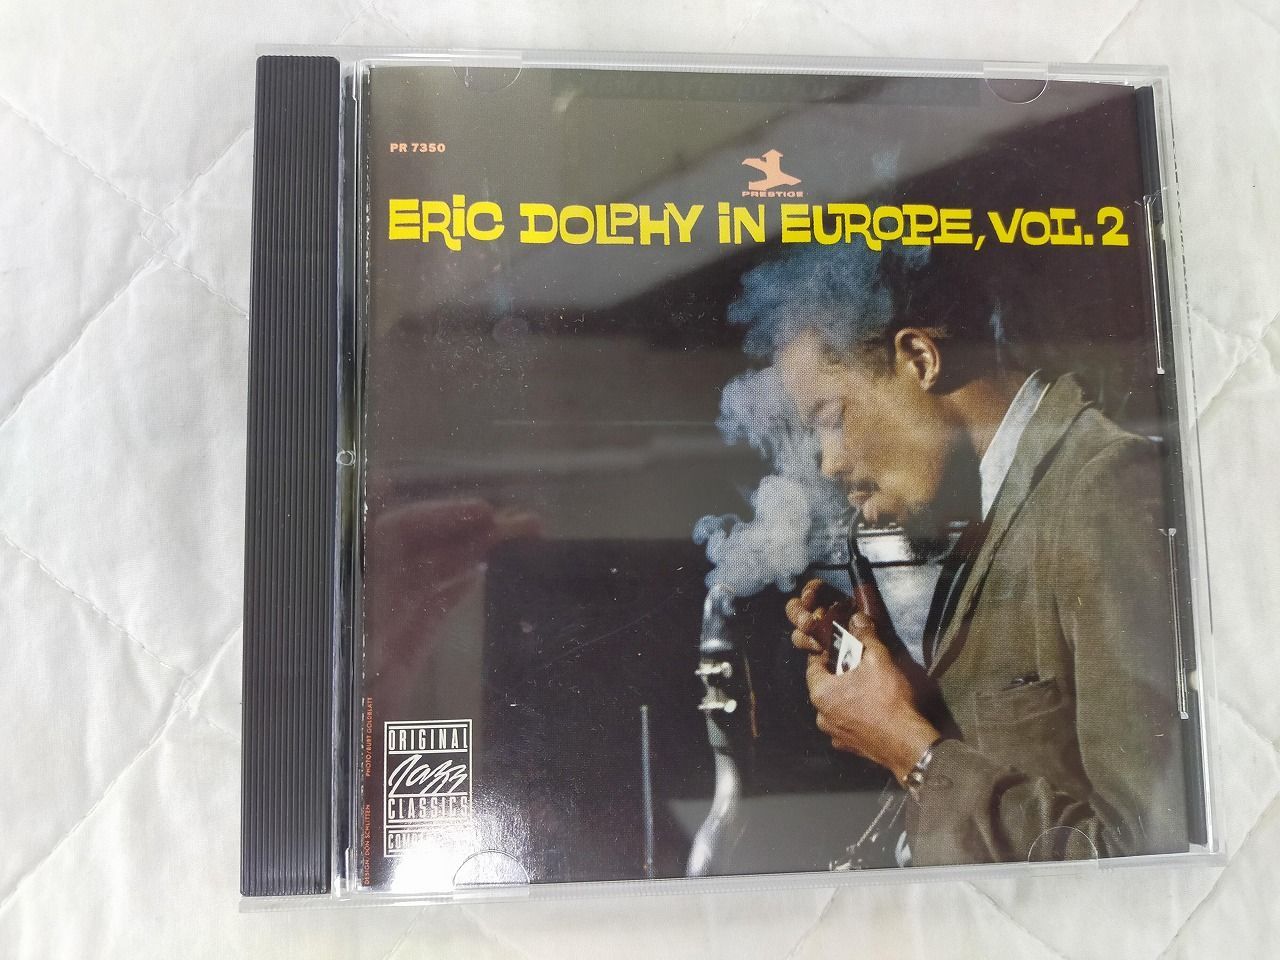 PR 7350
PRESTIGE
ERIC DOLPHY IN EUROPE, VOL. 2
ORIGINAL
Jazz
CLASSICS
DESIGN/DON SCHLITTEN
PHOTO/BURT GOLDBLATT